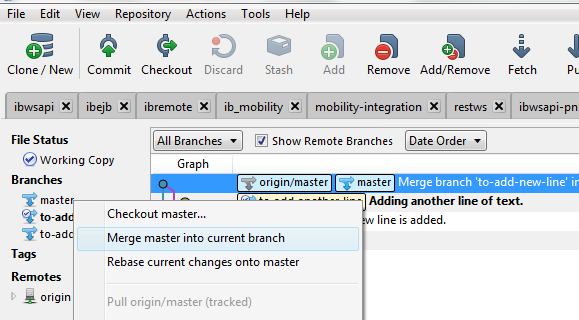 File Edit View Repository Actions Tools Help
Clone / New Commit Checkout Discard Stash Add Remove Add/Remove Fetch Pu
ibwsapi ibejb ibremote ib_mobility mobility-integration restws ibwsapi-pn
File Status
Working Copy
Branches
master
to-add
to-add
Tags
Remotes
origin
All Branches Show Remote Branches Date Order
Graph
origin/master master Merge branch 'to-add-new-line' in
to-add-another-line Adding another line of text.
ew line is added.
Checkout master...
Merge master into current branch
Rebase current changes onto master
Pull origin/master (tracked)